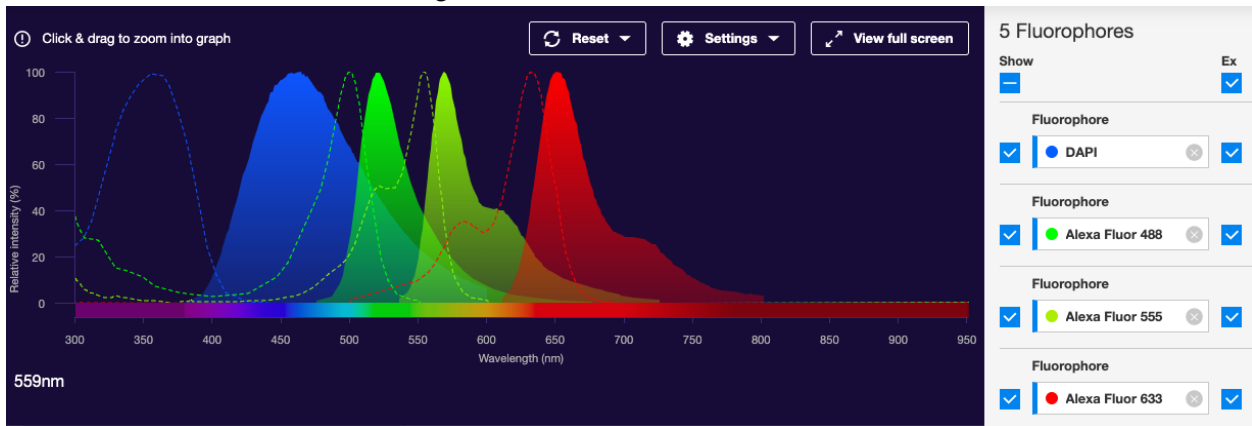 Click & drag to zoom into graph
Reset
Settings
View full screen
100
80
60
40
20
0
Relative intensity (%)
300 350 400 450 500 550 600 650 700 750 800 850 900 950
Wavelength (nm)
559nm
5 Fluorophores
Show Ex
Fluorophore
DAPI
Fluorophore
Alexa Fluor 488
Fluorophore
Alexa Fluor 555
Fluorophore
Alexa Fluor 633